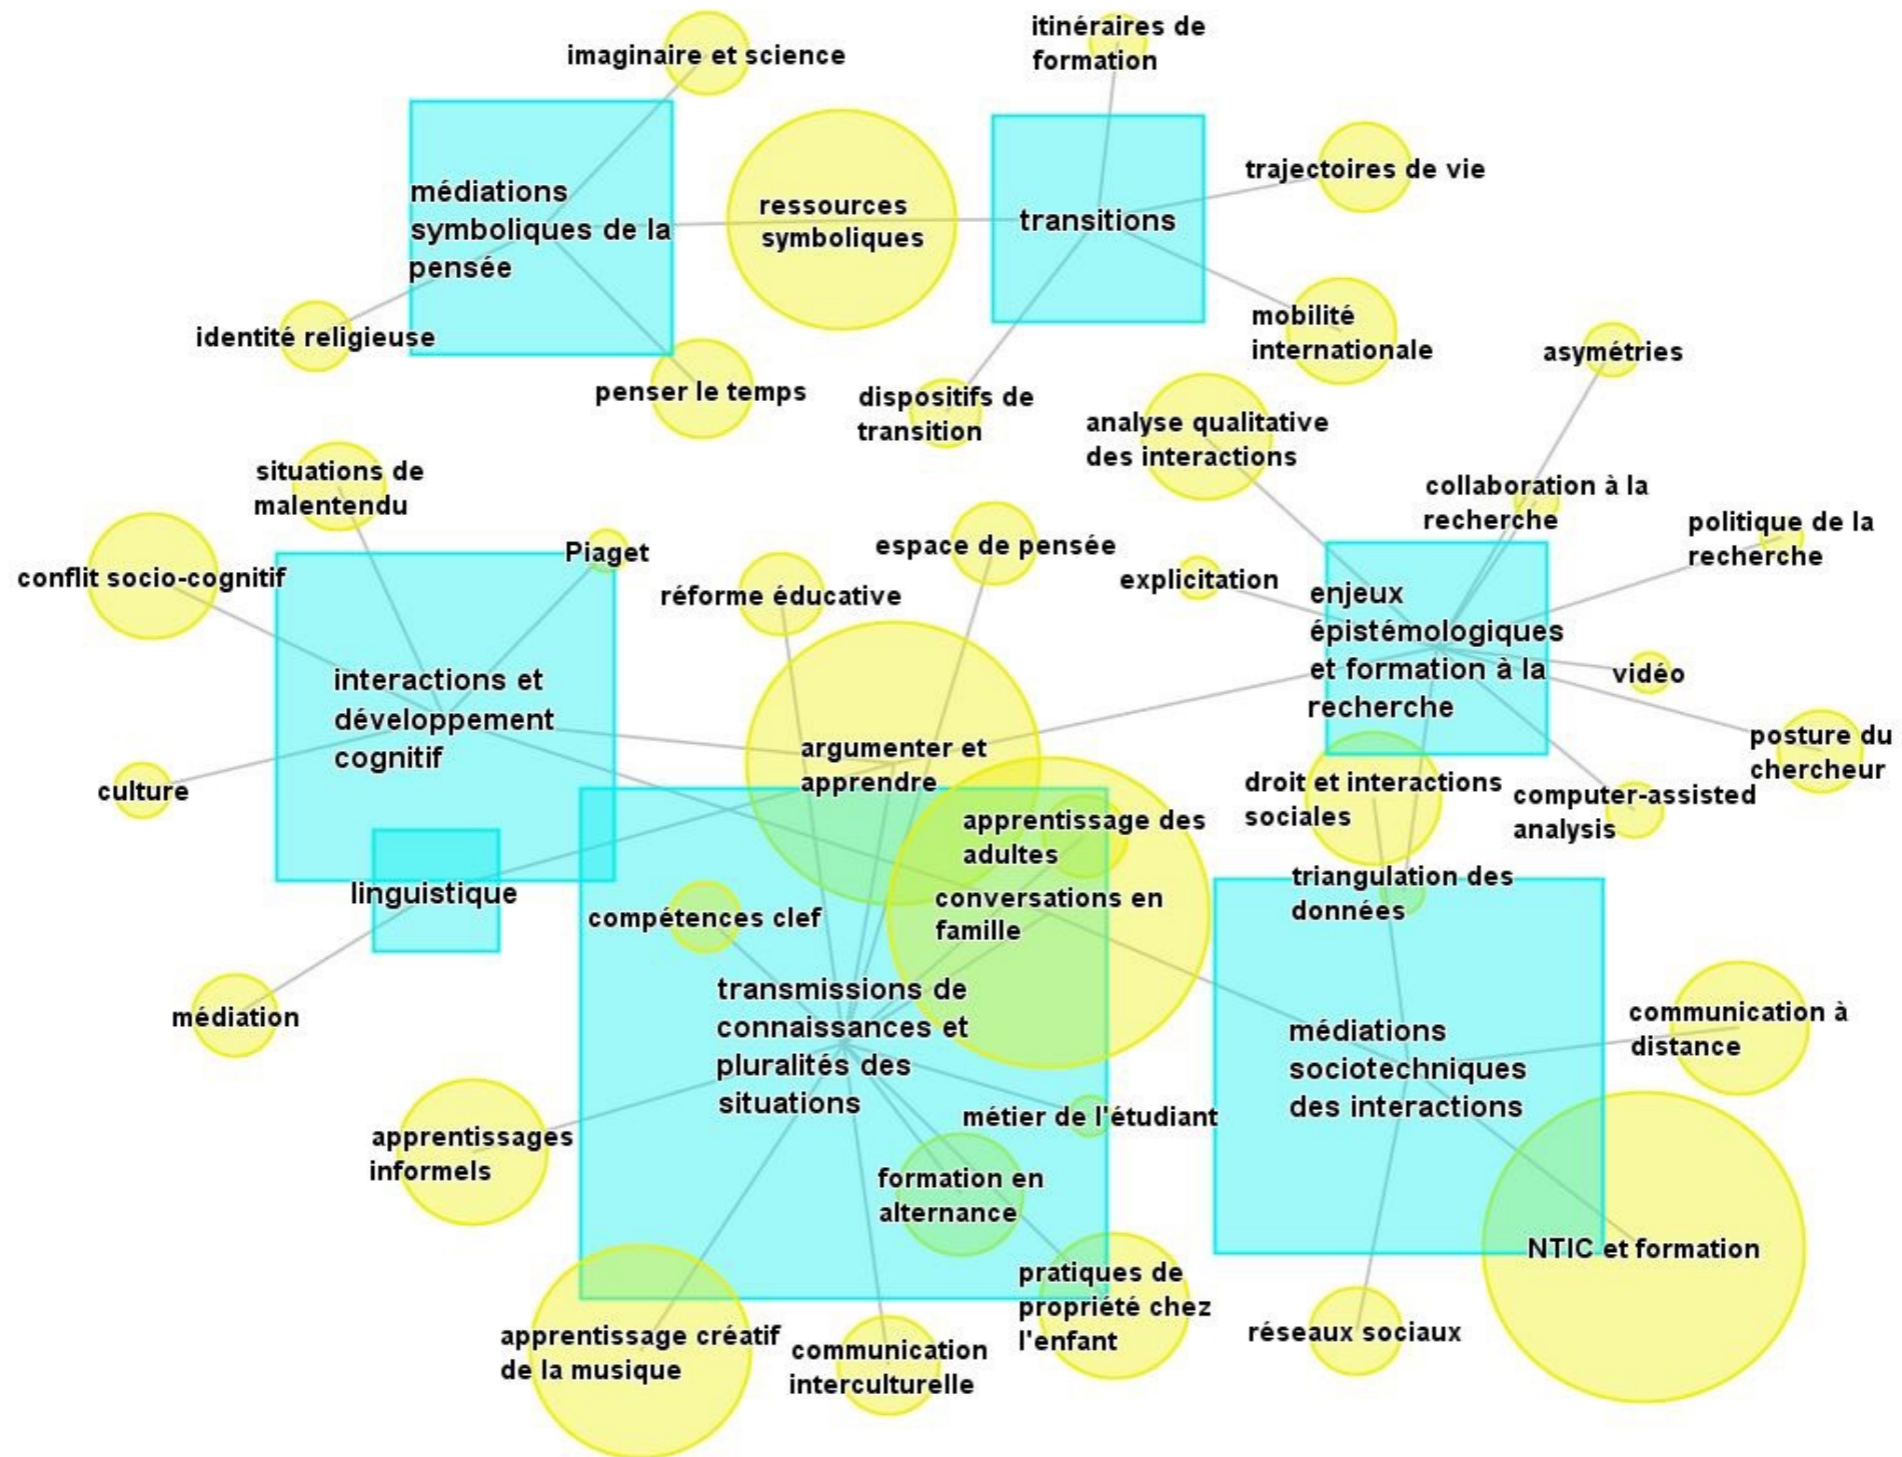 imaginaire et science
itinéraires de
formation
médiations
symboliques de la
pensée
ressources
symboliques
transitions
trajectoires de vie
identité religieuse
penser le temps
dispositifs de
transition
mobilité
internationale
asymétries
analyse qualitative
des interactions
situations de
malentendu
collaboration à la
recherche
politique de la
recherche
conflit socio-cognitif
Piaget
espace de pensée
réforme éducative
explicitation
enjeux
épistémologiques
et formation à la
recherche
vidéo
interactions et
développement
cognitif
argumenter et
apprendre
posture du
chercheur
culture
droit et interactions
sociales
computer-assisted
analysis
apprentissage des
adultes
linguistique
compétences clef
conversations en
famille
triangulation des
données
médiation
transmissions de
connaissances et
pluralités des
situations
médiations
sociotechniques
des interactions
communication à
distance
apprentissages
informels
métier de l'étudiant
formation en
alternance
NTIC et formation
pratiques de
propriété chez
l'enfant
apprentissage créatif
de la musique
communication
interculturelle
réseaux sociaux